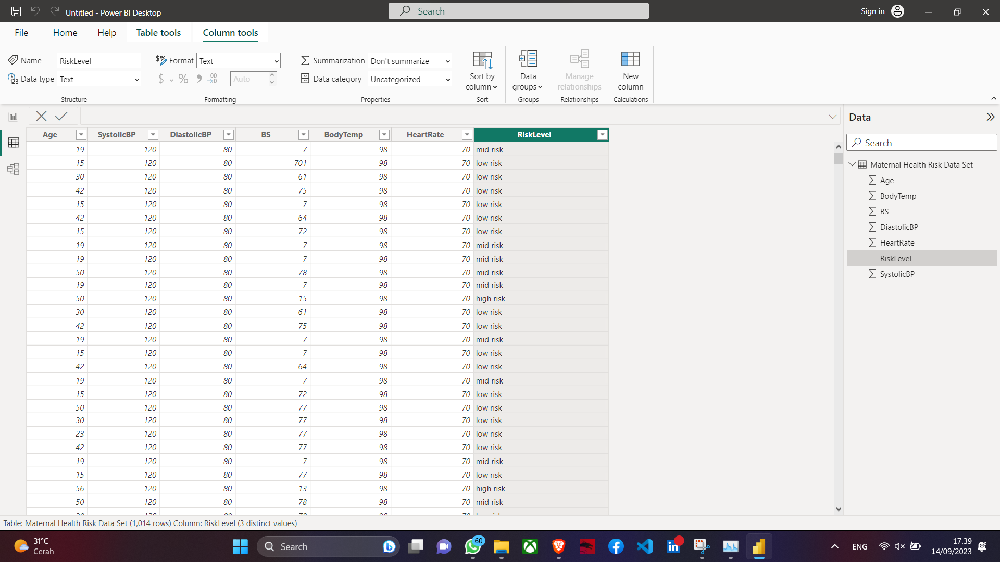 Untitled - Power BI Desktop
Search
Sign in
File Home Help Table tools Column tools
Name RiskLevel
Data type Text
Structure
Format Text
$ % 9 .00 Auto
Formatting
Summarization Don't summarize
Data category Uncategorized
Properties
Sort by column
Sort
Data groups
Groups
Manage relationships
Relationships
New column
Calculations
Age SystolicBP DiastolicBP BS BodyTemp HeartRate RiskLevel
19 120 80 7 98 70 mid risk
15 120 80 701 98 70 low risk
30 120 80 61 98 70 low risk
42 120 80 75 98 70 low risk
15 120 80 7 98 70 low risk
42 120 80 64 98 70 low risk
15 120 80 72 98 70 low risk
19 120 80 7 98 70 mid risk
19 120 80 7 98 70 mid risk
50 120 80 78 98 70 mid risk
19 120 80 7 98 70 mid risk
50 120 80 15 98 70 high risk
30 120 80 61 98 70 low risk
42 120 80 75 98 70 low risk
19 120 80 7 98 70 mid risk
15 120 80 7 98 70 low risk
42 120 80 64 98 70 low risk
19 120 80 7 98 70 mid risk
15 120 80 72 98 70 low risk
50 120 80 77 98 70 low risk
30 120 80 77 98 70 low risk
23 120 80 77 98 70 low risk
42 120 80 77 98 70 low risk
19 120 80 7 98 70 mid risk
15 120 80 77 98 70 low risk
56 120 80 13 98 70 high risk
50 120 80 78 98 70 mid risk
Data
Search
Maternal Health Risk Data Set
Age
BodyTemp
BS
DiastolicBP
HeartRate
RiskLevel
SystolicBP
Table: Maternal Health Risk Data Set (1,014 rows) Column: RiskLevel (3 distinct values)
31°C
Cerah
Search
60
ENG
17.39
14/09/2023